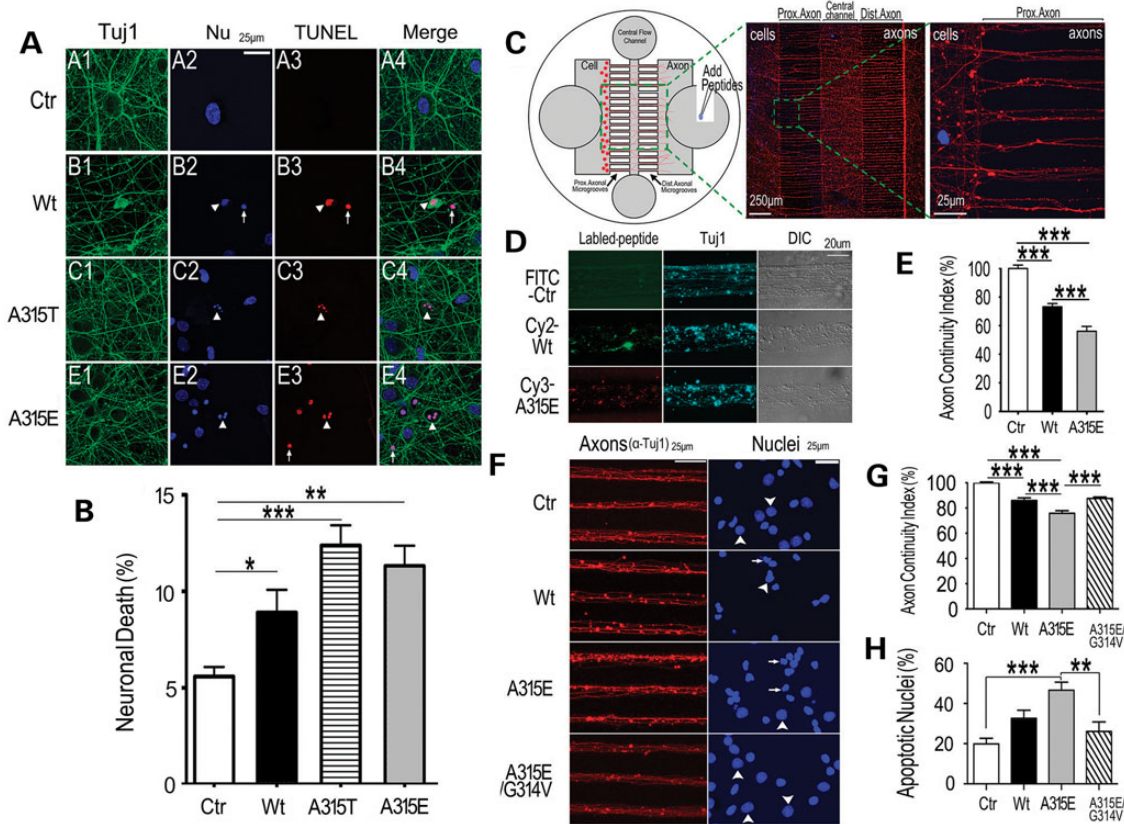 A
Tuj1 Nu 25µm TUNEL Merge
Ctr A1 A2 A3 A4
Wt B1 B2 B3 B4
A315T C1 C2 C3 C4
A315E E1 E2 E3 E4
B
Neuronal Death (%)
15
10
5
0
*
***
**
Ctr Wt A315T A315E
C
Central Flow
Channel
Cell Axon
Add
Peptides
Prox.Axonal
Microgrooves
Dist.Axonal
Microgrooves
Prox.Axon Central
channel Dist.Axon
cells axons
250µm
Prox.Axon
cells axons
25µm
D
Labled-peptide Tuj1 DIC
20um
FITC
-Ctr
Cy2-
Wt
Cy3-
A315E
E
Axon Continuity Index (%)
100
80
60
40
20
0
***
***
***
Ctr Wt A315E
F
Axons(α-Tuj1) 25µm Nuclei 25µm
Ctr
Wt
A315E
A315E
/G314V
G
Axon Continuity Index (%)
100
80
60
40
20
0
***
*** *** ***
Ctr Wt A315E A315E/
G314V
H
Apoptotic Nuclei (%)
60
40
20
0
*** **
Ctr Wt A315E A315E/
G314V